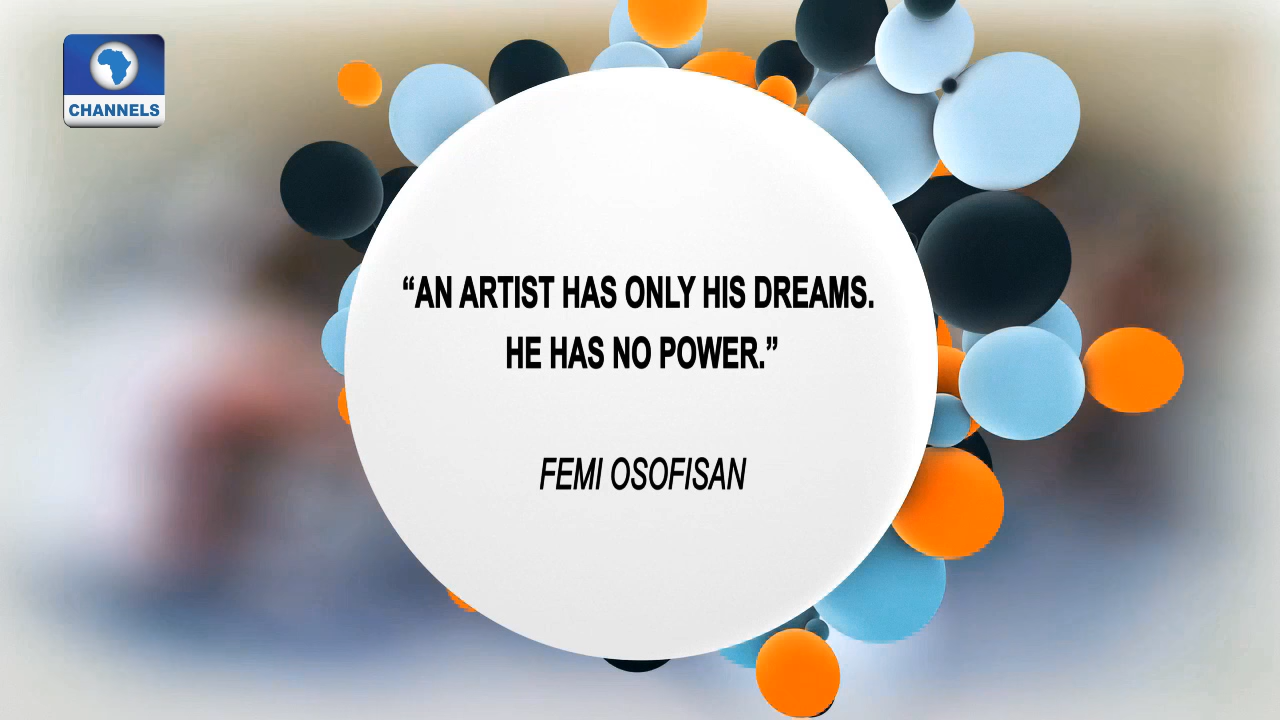 CHANNELS
“AN ARTIST HAS ONLY HIS DREAMS.
HE HAS NO POWER.”
FEMI OSOFISAN